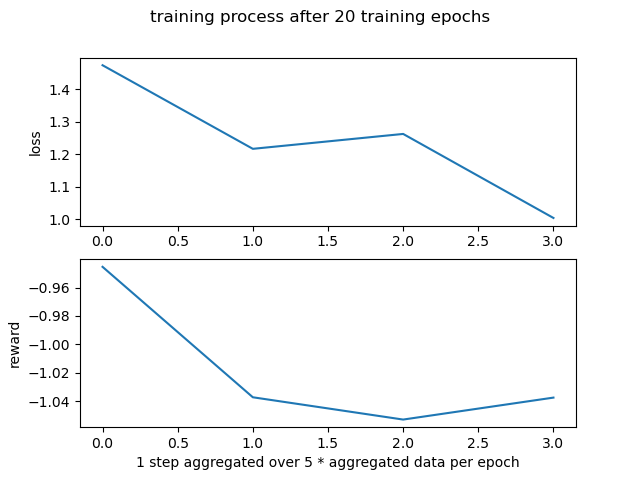 training process after 20 training epochs
1.4
1.3
1.2
1.1
1.0
loss
0.0 0.5 1.0 1.5 2.0 2.5 3.0
−0.96
−0.98
−1.00
−1.02
−1.04
reward
0.0 0.5 1.0 1.5 2.0 2.5 3.0
1 step aggregated over 5 * aggregated data per epoch